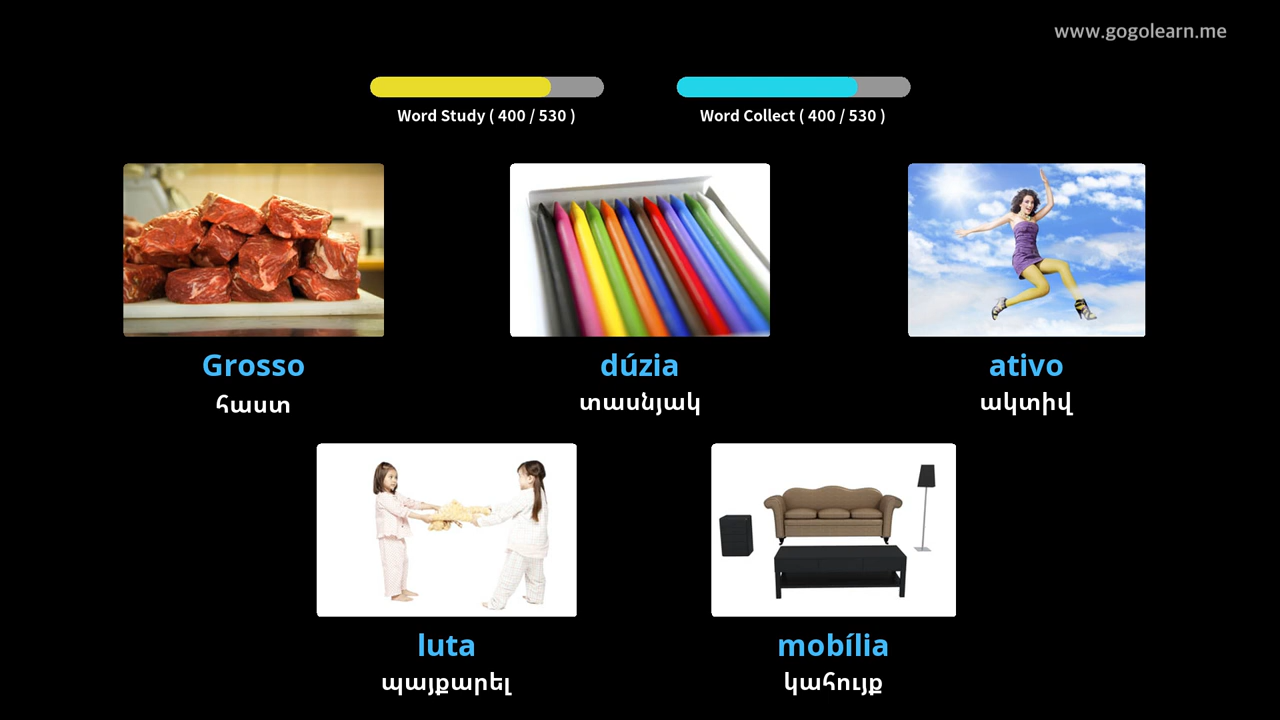 www.gogolearn.me
Word Study ( 400 / 530 )
Word Collect ( 400 / 530 )
Grosso
հաստ
dúzia
տասնյակ
ativo
ակտիվ
luta
պայքարել
mobília
կահույք